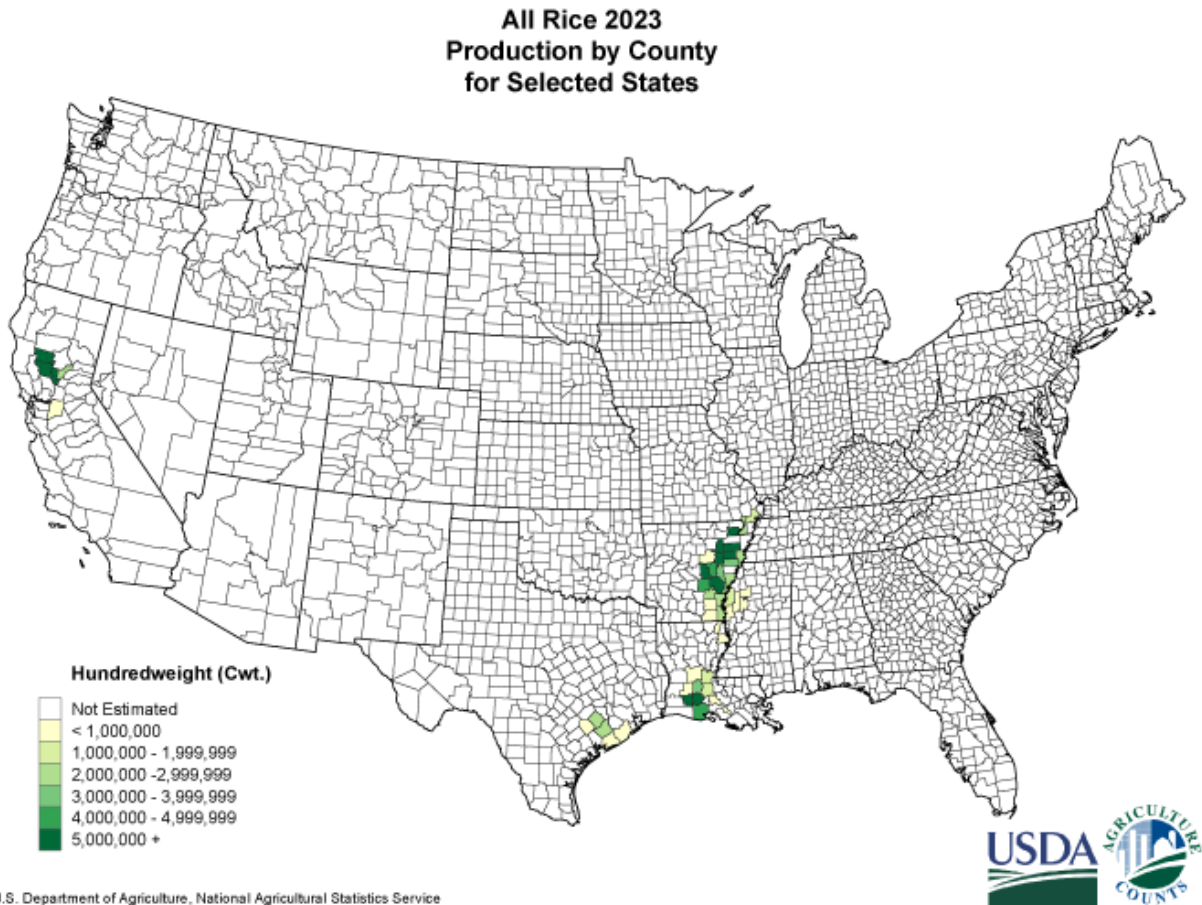 All Rice 2023
Production by County
for Selected States
Hundredweight (Cwt.)
Not Estimated
< 1,000,000
1,000,000 - 1,999,999
2,000,000 -2,999,999
3,000,000 - 3,999,999
4,000,000 - 4,999,999
5,000,000 +
USDA
AGRICULTURE
COUNTS
.S. Department of Agriculture, National Agricultural Statistics Service